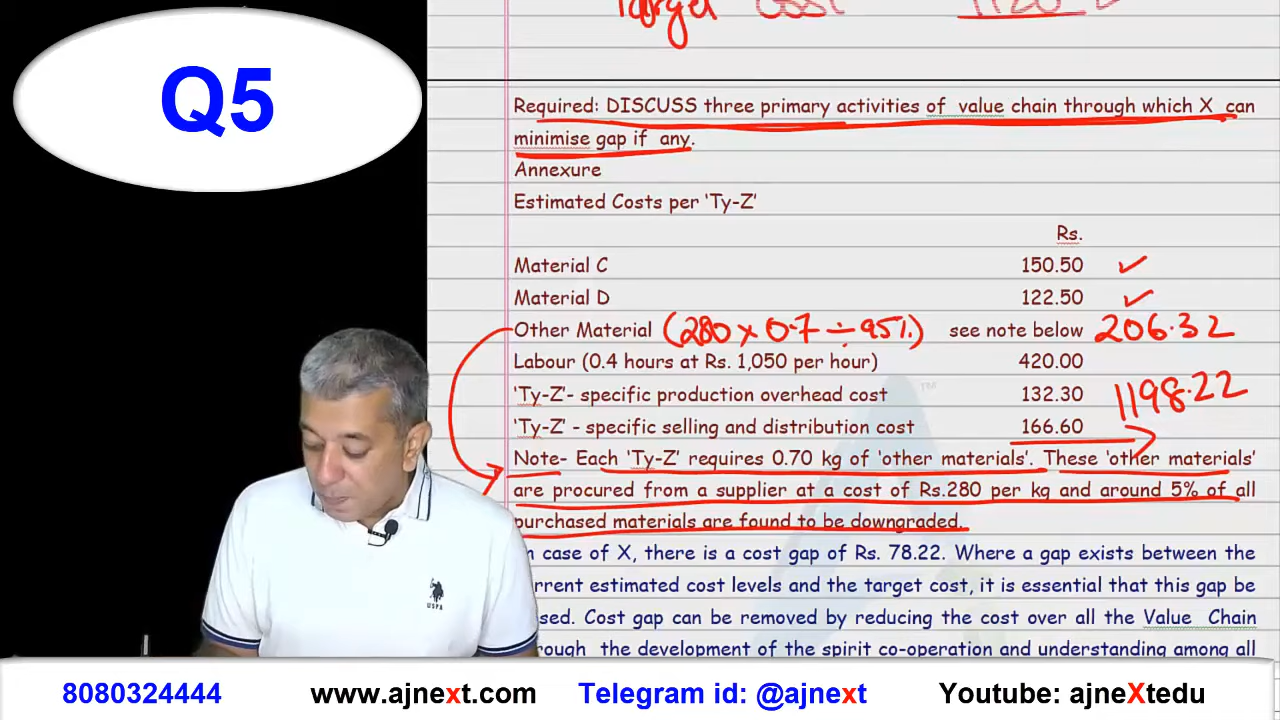 Target cost 1120
Q5
Required: DISCUSS three primary activities of value chain through which X can
minimise gap if any.
Annexure
Estimated Costs per ‘Ty-Z’
Rs.
Material C 150.50 ✓
Material D 122.50 ✓
Other Material (280 x 0.7 ÷ 95%) see note below 206.32
Labour (0.4 hours at Rs. 1,050 per hour) 420.00
‘Ty-Z’- specific production overhead cost 132.30 1198.22
‘Ty-Z’ - specific selling and distribution cost 166.60
Note- Each ‘Ty-Z’ requires 0.70 kg of ‘other materials’. These ‘other materials’
are procured from a supplier at a cost of Rs.280 per kg and around 5% of all
purchased materials are found to be downgraded.
case of X, there is a cost gap of Rs. 78.22. Where a gap exists between the
estimated cost levels and the target cost, it is essential that this gap be
Cost gap can be removed by reducing the cost over all the Value Chain
the development of the spirit co-operation and understanding among all
USPA
8080324444 www.ajnext.com Telegram id: @ajnext Youtube: ajneXtedu